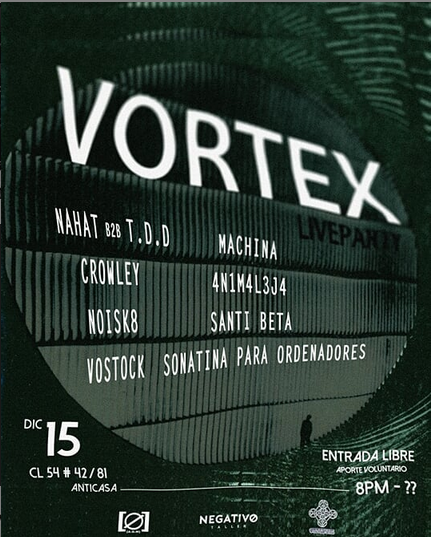 VORTEX
LIVEPARTY
NAHAT B2B T.D.D
MACHINA
CROWLEY
4N1M4L3J4
NOISK8
SANTI BETA
VOSTOCK
SONATINA PARA ORDENADORES
DIC 15
CL 54 # 42 / 81
ANTICASA
ENTRADA LIBRE
APORTE VOLUNTARIO
8PM - ??
NEGATIVØ
TALLER